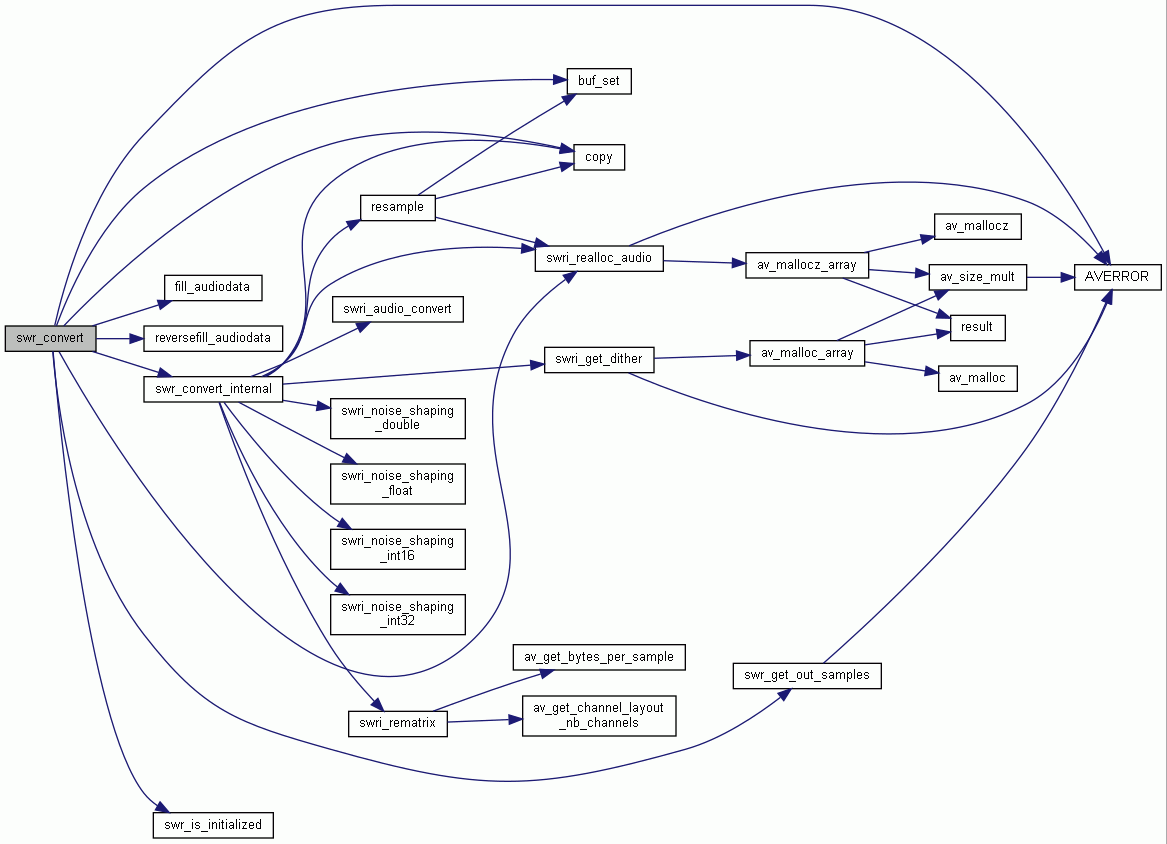 buf_set
copy
resample
av_mallocz
swri_realloc_audio
av_mallocz_array
av_size_mult
AVERROR
fill_audiodata
swri_audio_convert
result
swr_convert
reversefill_audiodata
swri_get_dither
av_malloc_array
av_malloc
swr_convert_internal
swri_noise_shaping
_double
swri_noise_shaping
_float
swri_noise_shaping
_int16
swri_noise_shaping
_int32
av_get_bytes_per_sample
swr_get_out_samples
av_get_channel_layout
_nb_channels
swri_rematrix
swr_is_initialized